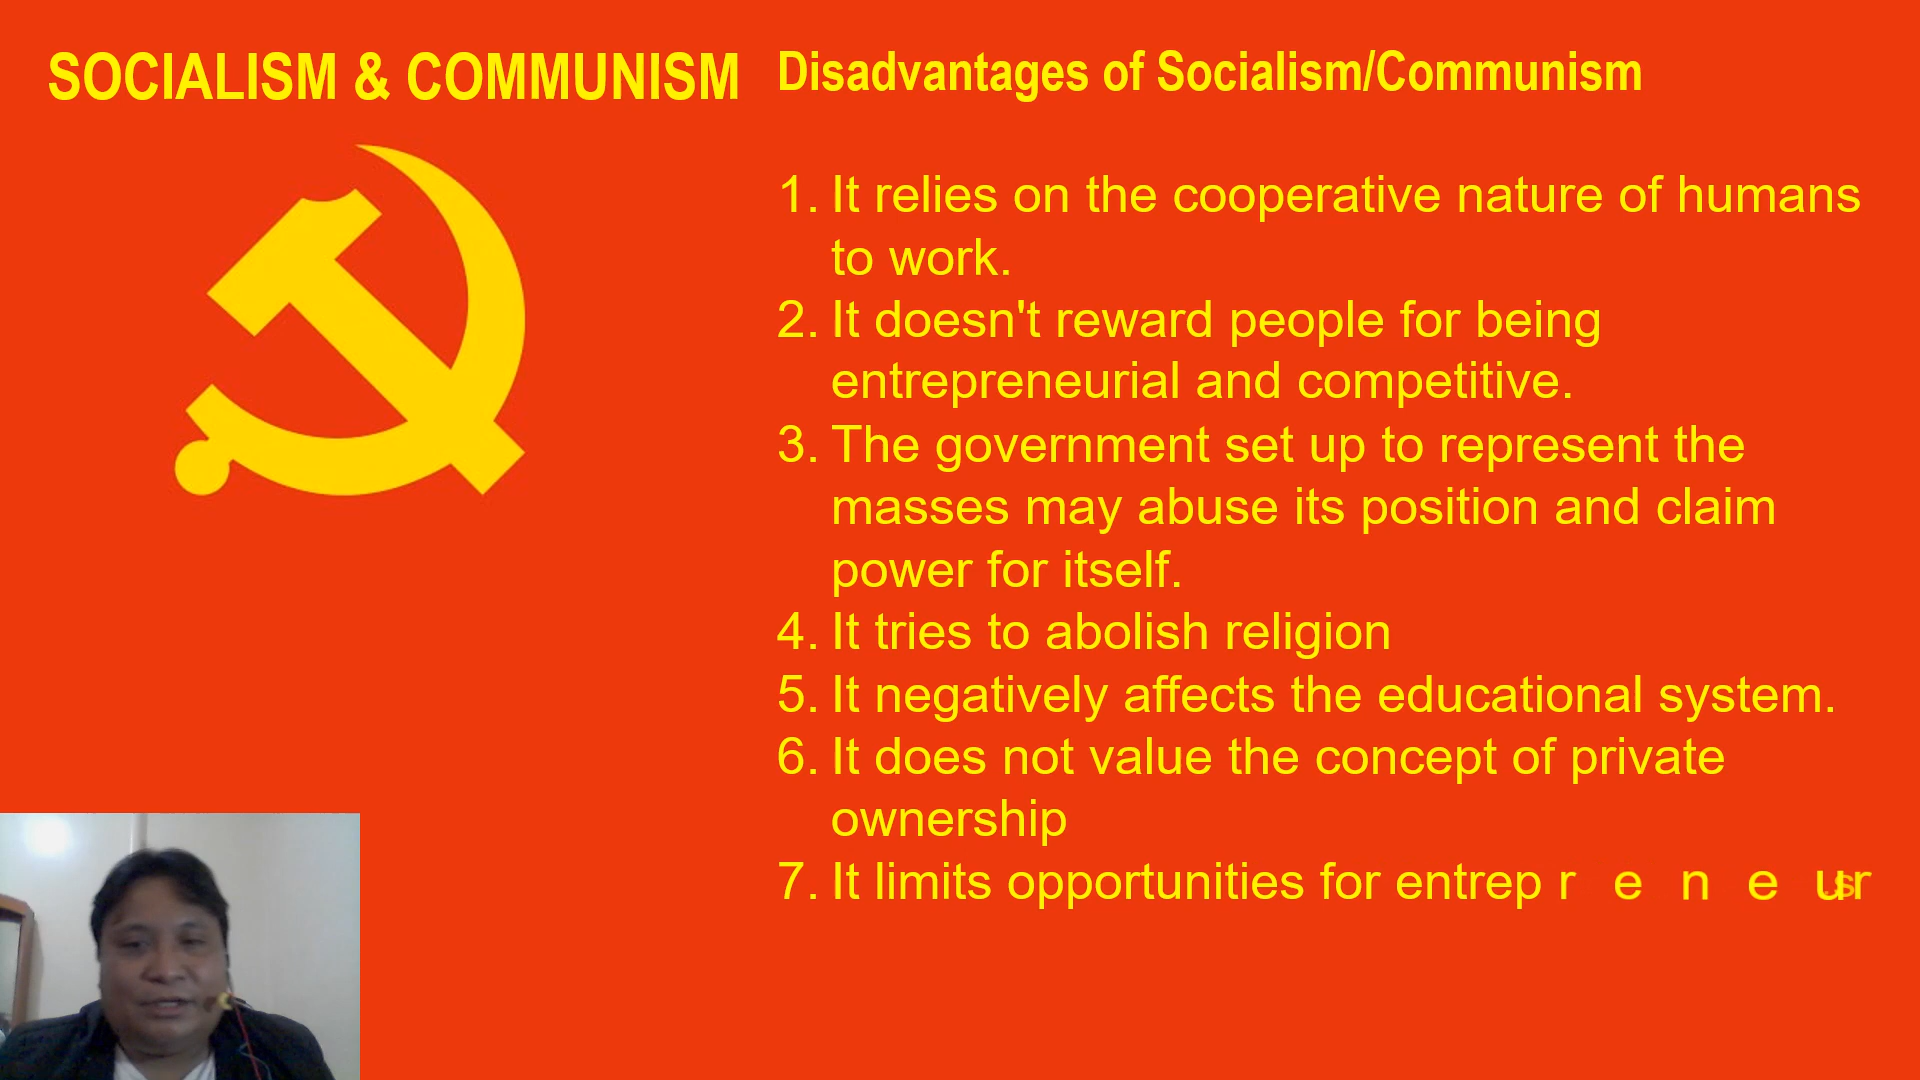 SOCIALISM & COMMUNISM
Disadvantages of Socialism/Communism
1. It relies on the cooperative nature of humans
to work.
2. It doesn't reward people for being
entrepreneurial and competitive.
3. The government set up to represent the
masses may abuse its position and claim
power for itself.
4. It tries to abolish religion
5. It negatively affects the educational system.
6. It does not value the concept of private
ownership
7. It limits opportunities for entrepreneurs